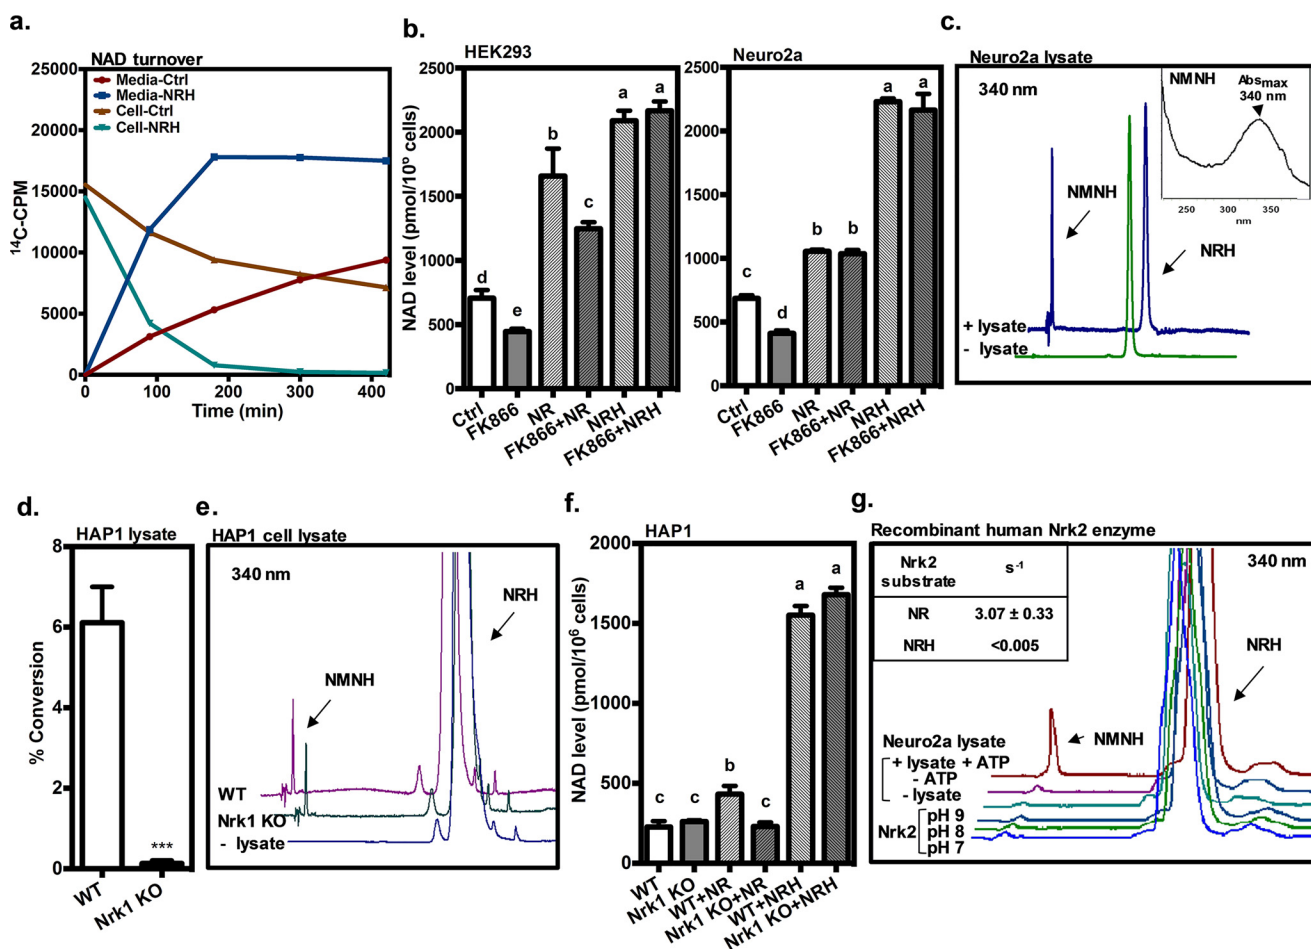 a.
NAD turnover
25000
20000
15000
10000
5000
0
¹⁴C-CPM
Media-Ctrl
Media-NRH
Cell-Ctrl
Cell-NRH
0 100 200 300 400
Time (min)
b.
HEK293
2500
2000
1500
1000
500
0
NAD level (pmol/10⁶ cells)
d
e
b
c
a
a
Ctrl
FK866
NR
FK866+NR
NRH
FK866+NRH
Neuro2a
2500
2000
1500
1000
500
0
c
d
b
b
a
a
Ctrl
FK866
NR
FK866+NR
NRH
FK866+NRH
c.
Neuro2a lysate
340 nm
NMNH
Abs max
340 nm
220 300 350
nm
NMNH
NRH
+ lysate
- lysate
d.
HAP1 lysate
8
6
4
2
0
% Conversion
***
WT
Nrk1 KO
e.
HAP1 cell lysate
340 nm
NRH
NMNH
WT
Nrk1 KO
- lysate
f.
HAP1
2000
1500
1000
500
0
NAD level (pmol/10⁶ cells)
c
c
b
c
a
a
WT
Nrk1 KO
WT+NR
Nrk1 KO+NR
WT+NRH
Nrk1 KO+NRH
g.
Recombinant human Nrk2 enzyme
340 nm
Nrk2 substrate s⁻¹
NR 3.07 ± 0.33
NRH <0.005
NRH
NMNH
Neuro2a lysate
+ lysate + ATP
- ATP
- lysate
Nrk2
pH 9
pH 8
pH 7